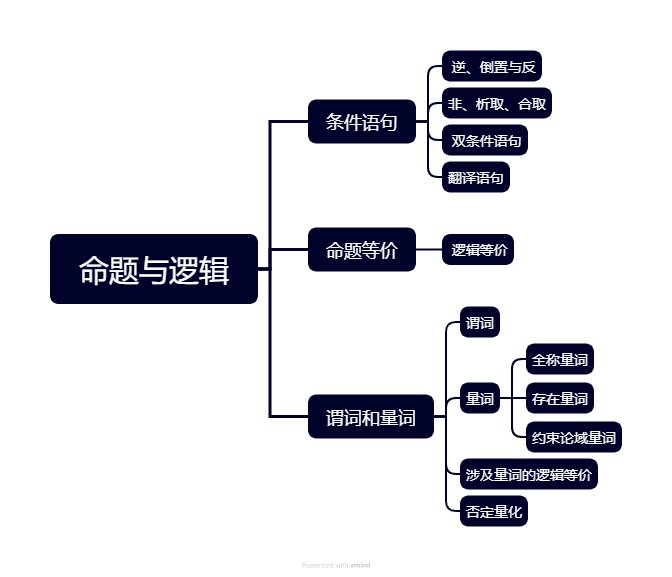 命题与逻辑
条件语句
逆、倒置与反
非、析取、合取
双条件语句
翻译语句
命题等价
逻辑等价
谓词和量词
谓词
量词
全称量词
存在量词
约束论域量词
涉及量词的逻辑等价
否定量化
Presented with xmind